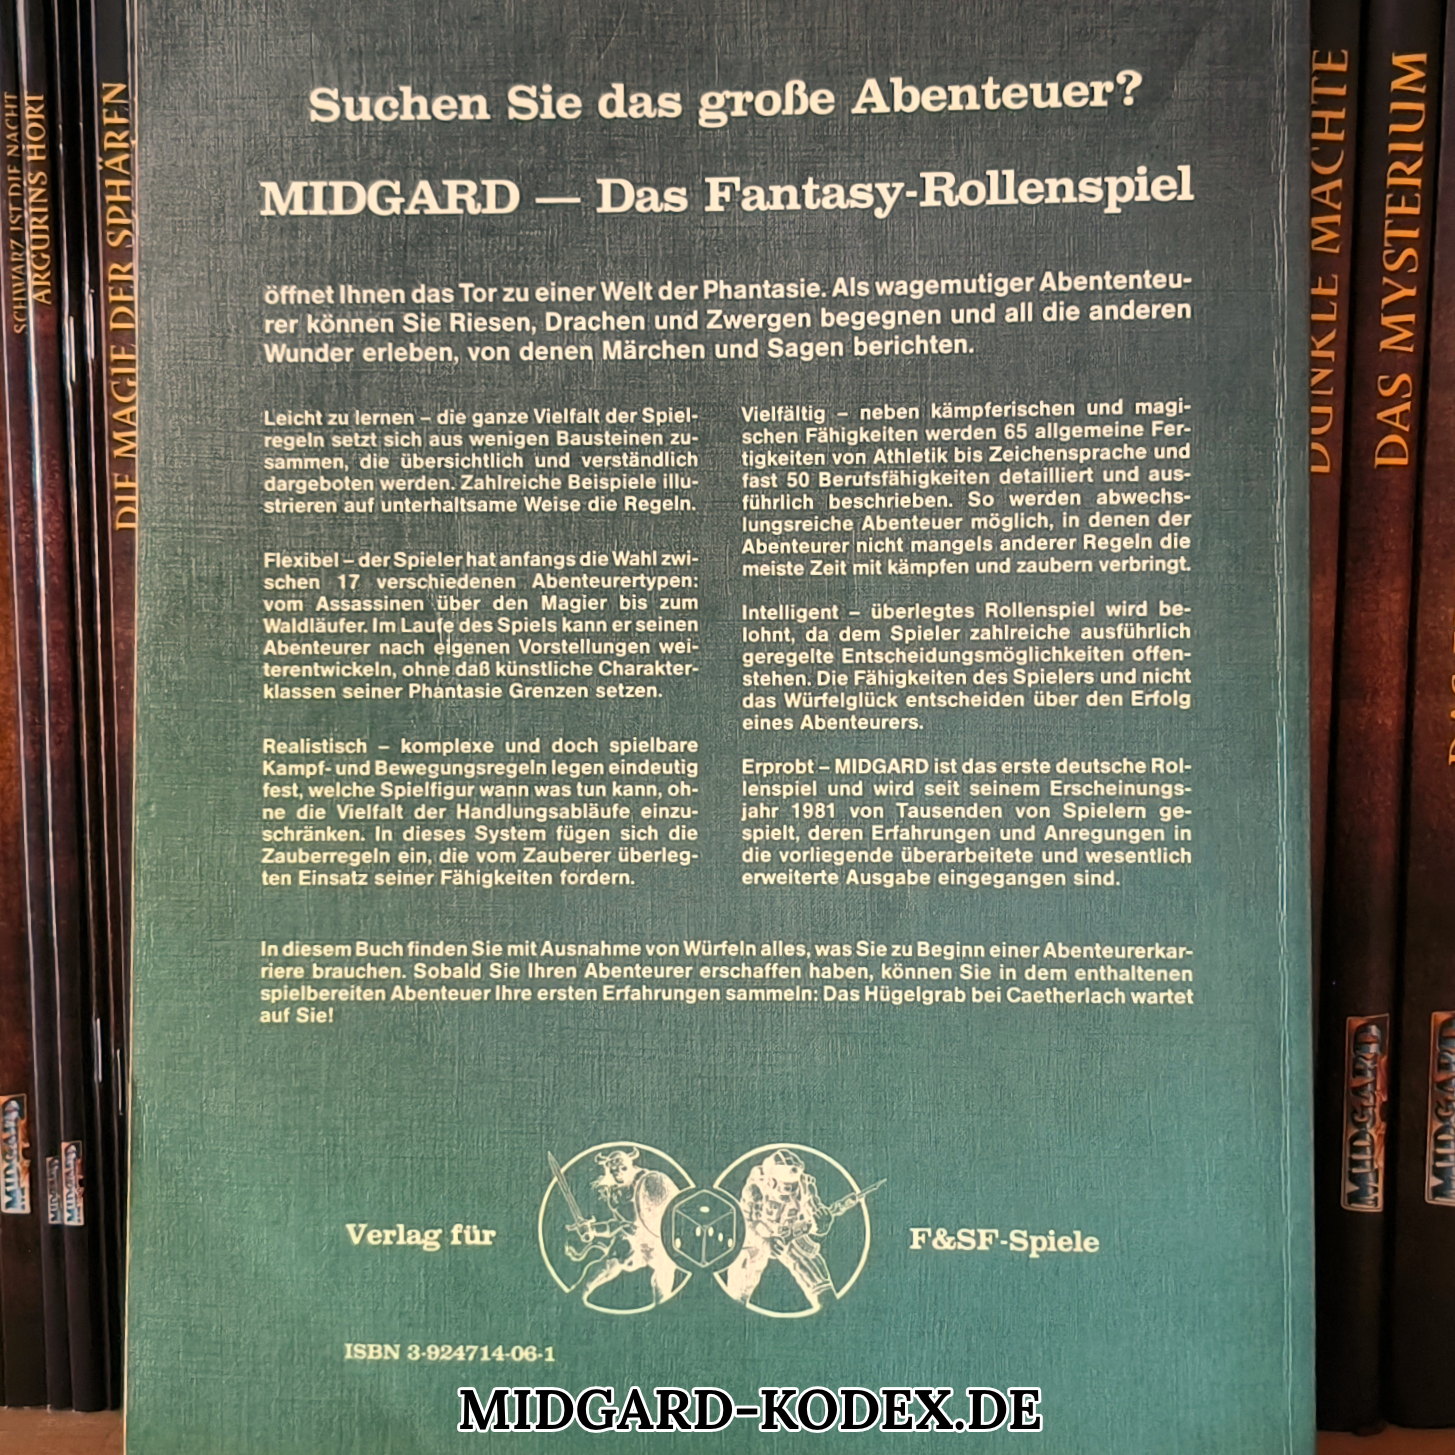 Suchen Sie das große Abenteuer?
MIDGARD — Das Fantasy-Rollenspiel
öffnet Ihnen das Tor zu einer Welt der Phantasie. Als wagemutiger Abententeu-
rer können Sie Riesen, Drachen und Zwergen begegnen und all die anderen
Wunder erleben, von denen Märchen und Sagen berichten.
Leicht zu lernen – die ganze Vielfalt der Spiel-
regeln setzt sich aus wenigen Bausteinen zu-
sammen, die übersichtlich und verständlich
dargeboten werden. Zahlreiche Beispiele illu-
strieren auf unterhaltsame Weise die Regeln.
Flexibel – der Spieler hat anfangs die Wahl zwi-
schen 17 verschiedenen Abenteurertypen:
vom Assassinen über den Magier bis zum
Waldläufer. Im Laufe des Spiels kann er seinen
Abenteurer nach eigenen Vorstellungen wei-
terentwickeln, ohne daß künstliche Charakter-
klassen seiner Phantasie Grenzen setzen.
Realistisch – komplexe und doch spielbare
Kampf- und Bewegungsregeln legen eindeutig
fest, welche Spielfigur wann was tun kann, oh-
ne die Vielfalt der Handlungsabläufe einzu-
schränken. In dieses System fügen sich die
Zauberregeln ein, die vom Zauberer überleg-
ten Einsatz seiner Fähigkeiten fordern.
Vielfältig – neben kämpferischen und magi-
schen Fähigkeiten werden 65 allgemeine Fer-
tigkeiten von Athletik bis Zeichensprache und
fast 50 Berufsfähigkeiten detailliert und aus-
führlich beschrieben. So werden abwechs-
lungsreiche Abenteuer möglich, in denen der
Abenteurer nicht mangels anderer Regeln die
meiste Zeit mit kämpfen und zaubern verbringt.
Intelligent – überlegtes Rollenspiel wird be-
lohnt, da dem Spieler zahlreiche ausführlich
geregelte Entscheidungsmöglichkeiten offen-
stehen. Die Fähigkeiten des Spielers und nicht
das Würfelglück entscheiden über den Erfolg
eines Abenteurers.
Erprobt – MIDGARD ist das erste deutsche Rol-
lenspiel und wird seit seinem Erscheinungs-
jahr 1981 von Tausenden von Spielern ge-
spielt, deren Erfahrungen und Anregungen in
die vorliegende überarbeitete und wesentlich
erweiterte Ausgabe eingegangen sind.
In diesem Buch finden Sie mit Ausnahme von Würfeln alles, was Sie zu Beginn einer Abenteurerkar-
riere brauchen. Sobald Sie Ihren Abenteurer erschaffen haben, können Sie in dem enthaltenen
spielbereiten Abenteuer Ihre ersten Erfahrungen sammeln: Das Hügelgrab bei Caetherlach wartet
auf Sie!
Verlag für
F&SF-Spiele
ISBN 3-924714-06-1
MIDGARD-KODEX.DE
SCHWARZ IST DIE NACHT
ARGURINS HORT
DIE MAGIE DER SPHÄREN
DUNKLE MÄCHTE
DAS MYSTERIUM
MIDGARD
MIDGARD
MIDGARD
MIDGARD
MIDGARD